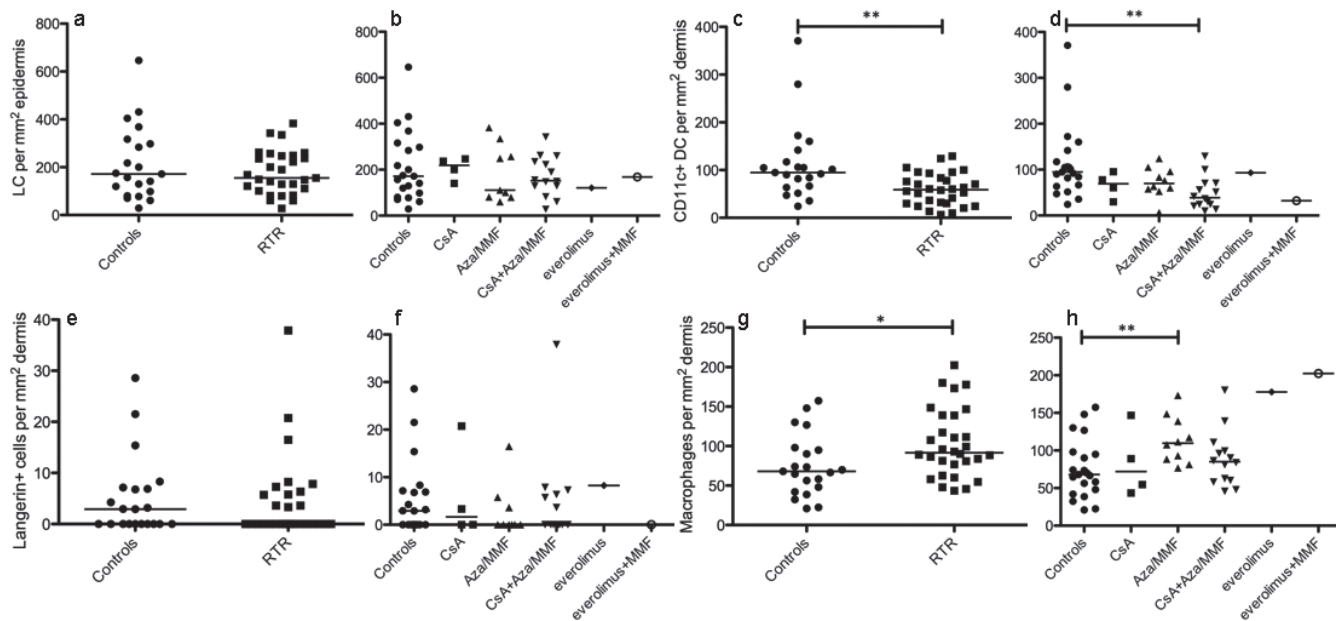 a
LC per mm² epidermis
800
600
400
200
0
Controls
RTR
b
800
600
400
200
0
Controls
CsA
Aza/MMF
CsA+Aza/MMF
everolimus
everolimus+MMF
c
CD11c+ DC per mm² dermis
400
300
200
100
0
**
Controls
RTR
d
400
300
200
100
0
**
Controls
CsA
Aza/MMF
CsA+Aza/MMF
everolimus
everolimus+MMF
e
Langerin+ cells per mm² dermis
40
30
20
10
0
Controls
RTR
f
40
30
20
10
0
Controls
CsA
Aza/MMF
CsA+Aza/MMF
everolimus
everolimus+MMF
g
Macrophages per mm² dermis
250
200
150
100
50
0
*
Controls
RTR
h
250
200
150
100
50
0
**
Controls
CsA
Aza/MMF
CsA+Aza/MMF
everolimus
everolimus+MMF